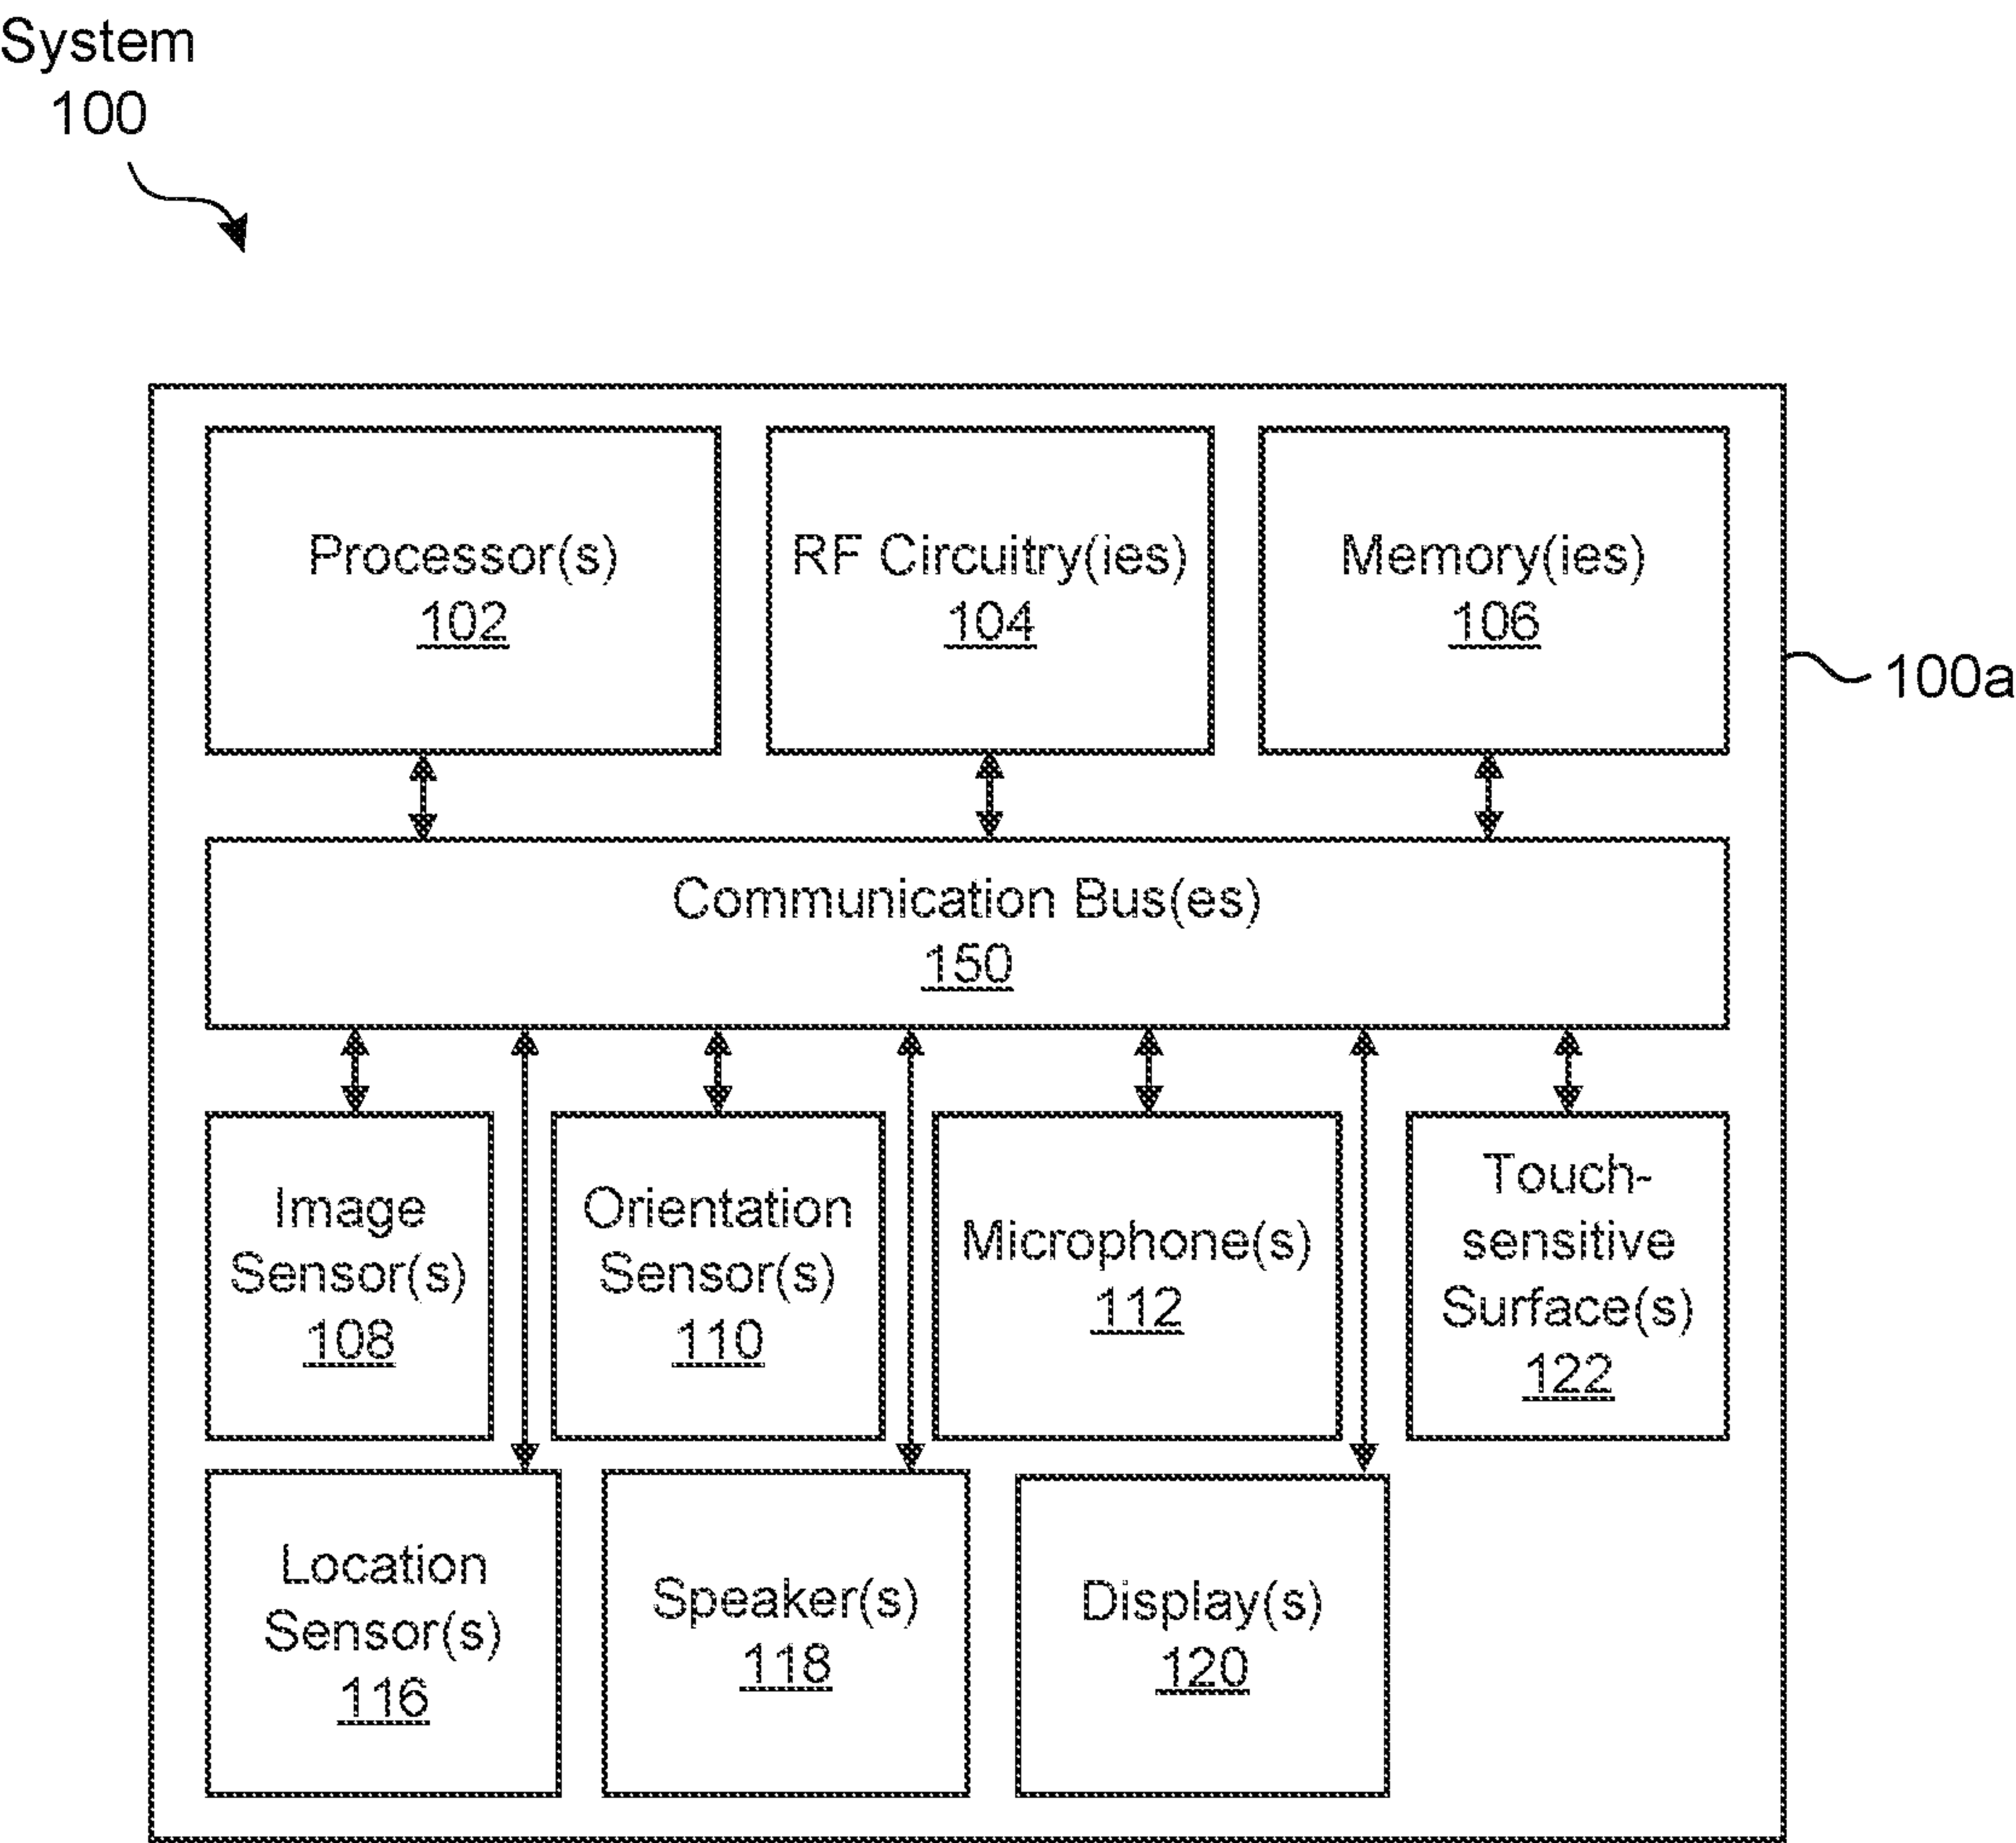 System
100
Processor(s)
102
RF Circuitry(ies)
104
Memory(ies)
106
100a
Communication Bus(es)
150
Image
Sensor(s)
108
Orientation
Sensor(s)
110
Microphone(s)
112
Touch-
sensitive
Surface(s)
122
Location
Sensor(s)
116
Speaker(s)
118
Display(s)
120